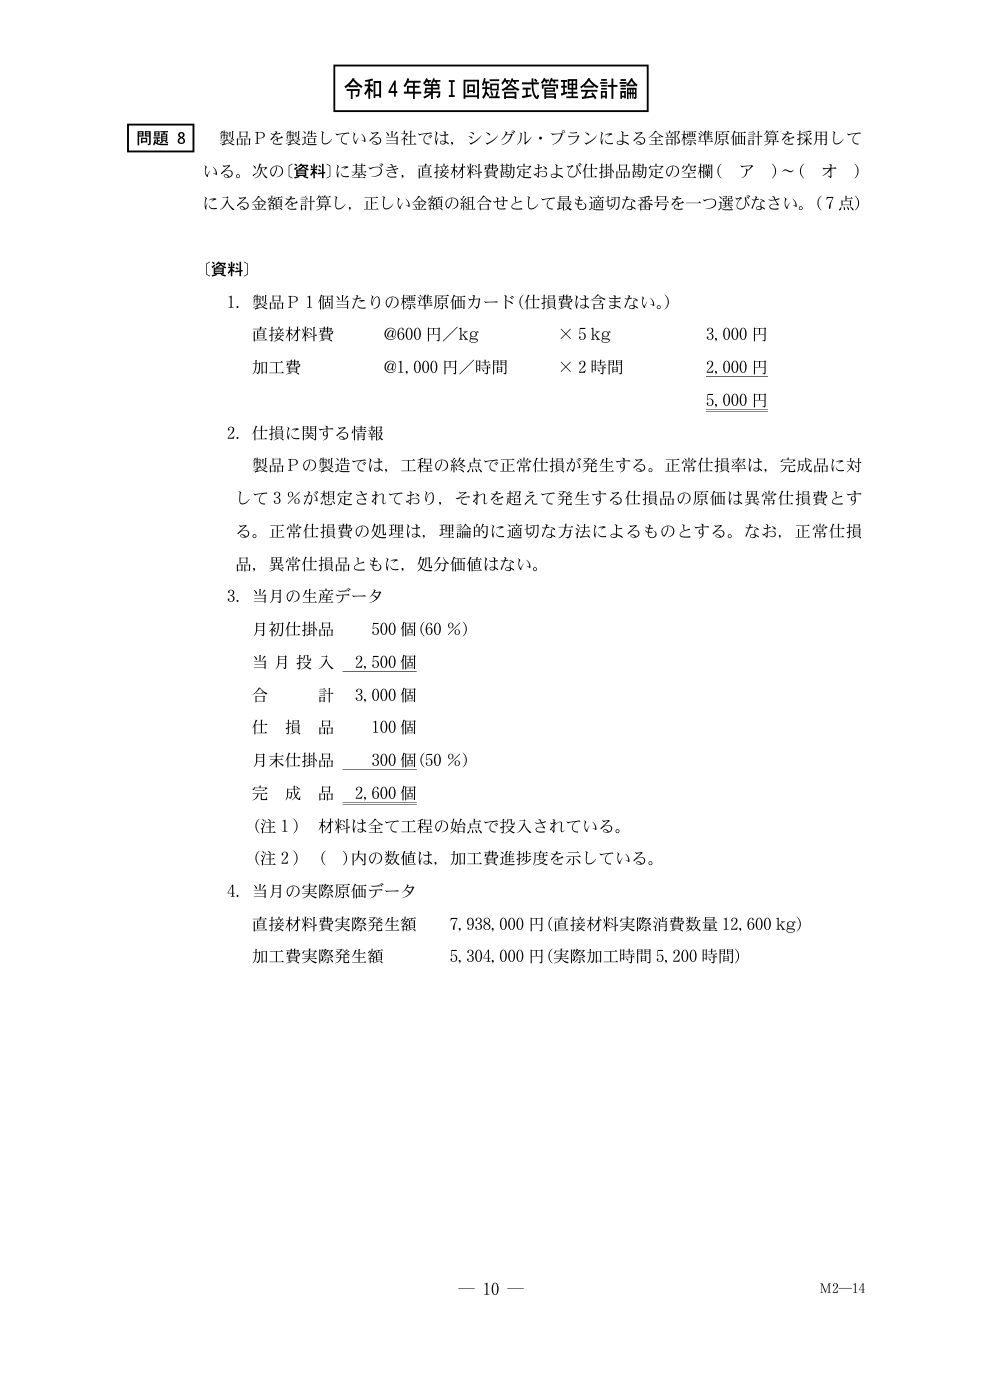 令和4年第Ⅰ回短答式管理会計論
問題 8 製品Pを製造している当社では，シングル・プランによる全部標準原価計算を採用して
いる。次の〔資料〕に基づき，直接材料費勘定および仕掛品勘定の空欄（ ア ）～（ オ ）
に入る金額を計算し，正しい金額の組合せとして最も適切な番号を一つ選びなさい。（7点）
〔資料〕
1. 製品P1個当たりの標準原価カード（仕損費は含まない。）
直接材料費 @600円／kg ×5kg 3,000円
加工費 @1,000円／時間 ×2時間 2,000円
5,000円
2. 仕損に関する情報
製品Pの製造では，工程の終点で正常仕損が発生する。正常仕損率は，完成品に対
して3％が想定されており，それを超えて発生する仕損品の原価は異常仕損費とす
る。正常仕損費の処理は，理論的に適切な方法によるものとする。なお，正常仕損
品，異常仕損品ともに，処分価値はない。
3. 当月の生産データ
月初仕掛品 500個（60％）
当月投入 2,500個
合計 3,000個
仕損品 100個
月末仕掛品 300個（50％）
完成品 2,600個
（注1） 材料は全て工程の始点で投入されている。
（注2） （ ）内の数値は，加工費進捗度を示している。
4. 当月の実際原価データ
直接材料費実際発生額 7,938,000円（直接材料実際消費数量12,600kg）
加工費実際発生額 5,304,000円（実際加工時間5,200時間）
― 10 ―
M2―14